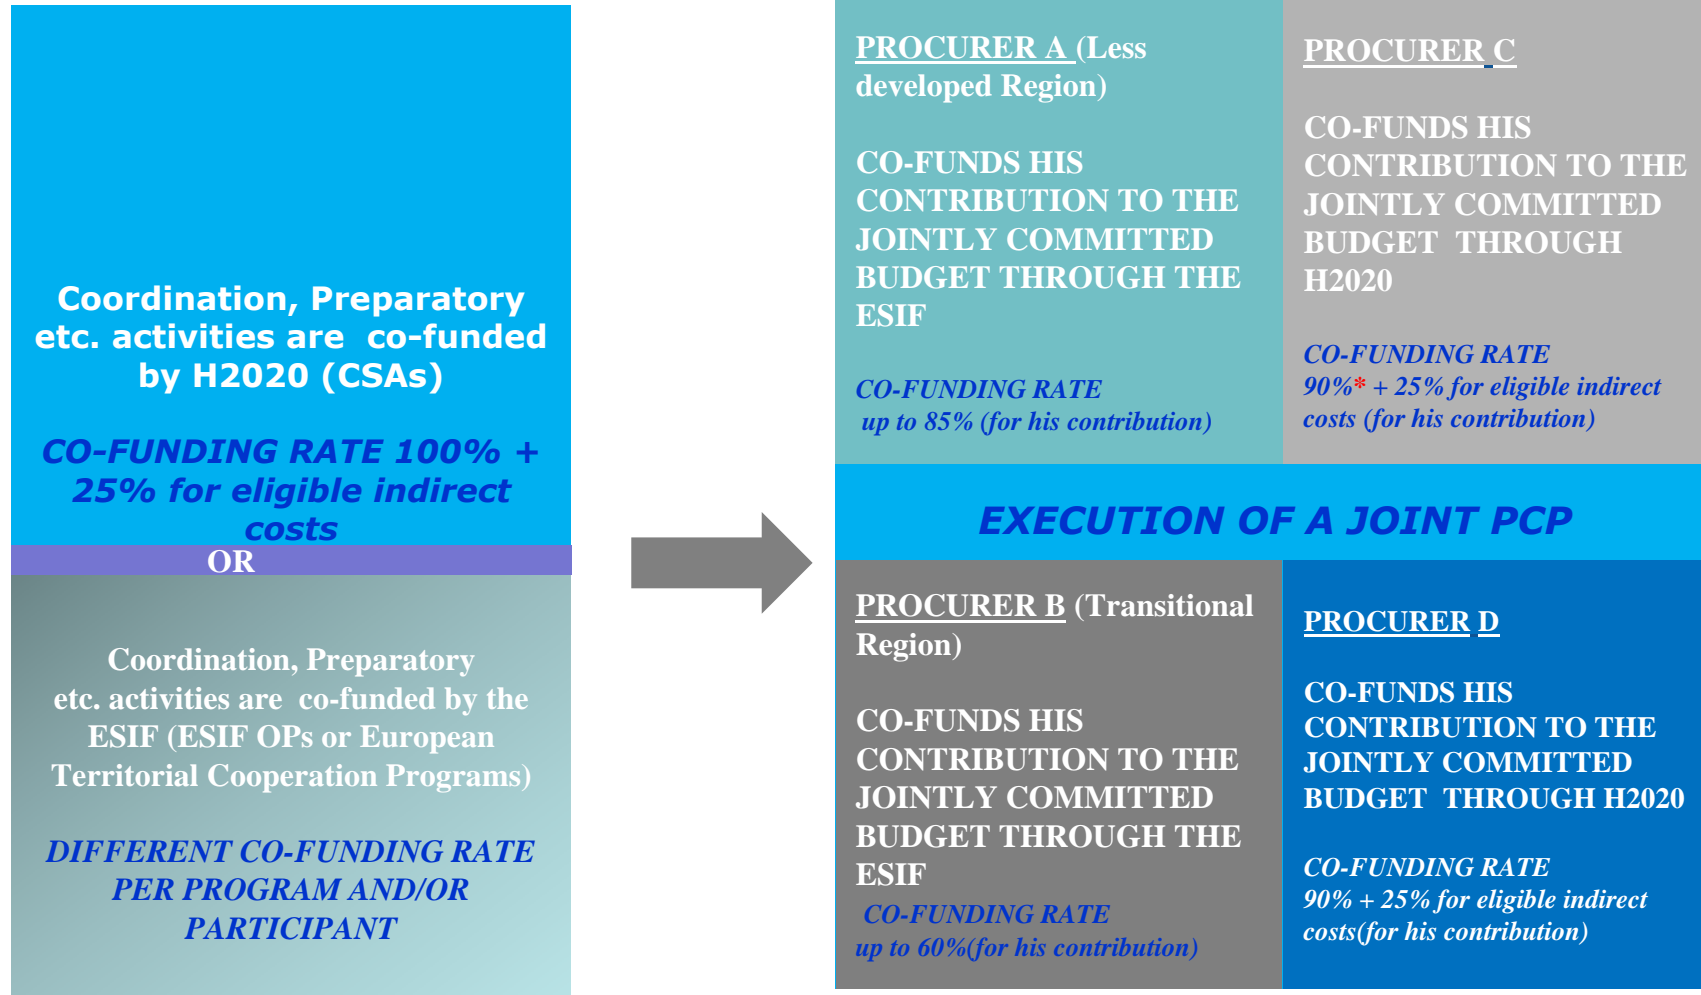 Coordination, Preparatory
etc. activities are  co-funded
by H2020 (CSAs)
CO-FUNDING RATE 100% +
25% for eligible indirect
costs
OR
Coordination, Preparatory
etc. activities are  co-funded by the
ESIF (ESIF OPs or European
Territorial Cooperation Programs)
DIFFERENT CO-FUNDING RATE
PER PROGRAM AND/OR
PARTICIPANT
PROCURER A (Less
developed Region)
CO-FUNDS HIS
CONTRIBUTION TO THE
JOINTLY COMMITTED
BUDGET THROUGH THE
ESIF
CO-FUNDING RATE
up to 85% (for his contribution)
PROCURER C
CO-FUNDS HIS
CONTRIBUTION TO THE
JOINTLY COMMITTED
BUDGET  THROUGH
H2020
CO-FUNDING RATE
90%* + 25% for eligible indirect
costs (for his contribution)
EXECUTION OF A JOINT PCP
PROCURER B (Transitional
Region)
CO-FUNDS HIS
CONTRIBUTION TO THE
JOINTLY COMMITTED
BUDGET THROUGH THE
ESIF
CO-FUNDING RATE
up to 60%(for his contribution)
PROCURER D
CO-FUNDS HIS
CONTRIBUTION TO THE
JOINTLY COMMITTED
BUDGET  THROUGH H2020
CO-FUNDING RATE
90% + 25% for eligible indirect
costs(for his contribution)